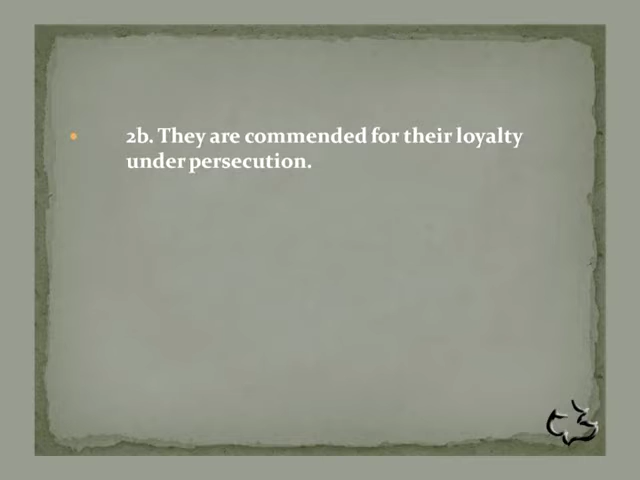 2b. They are commended for their loyalty
under persecution.